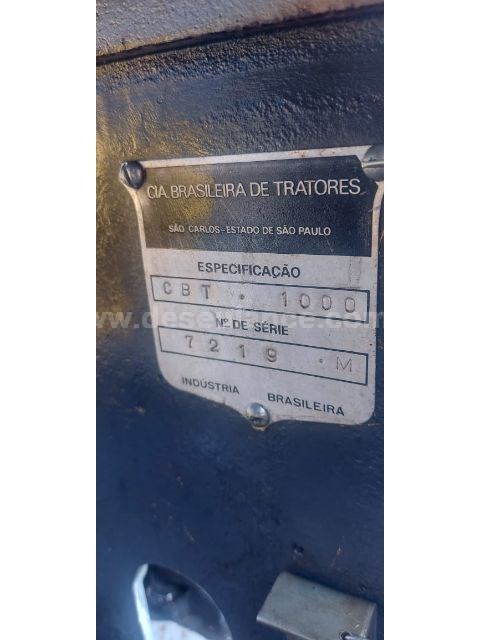 CIA. BRASILEIRA DE TRATORES
SÃO CARLOS - ESTADO DE SÃO PAULO
ESPECIFICAÇÃO
CBT . 1000
Nº DE SÉRIE
7219 . M
INDÚSTRIA BRASILEIRA